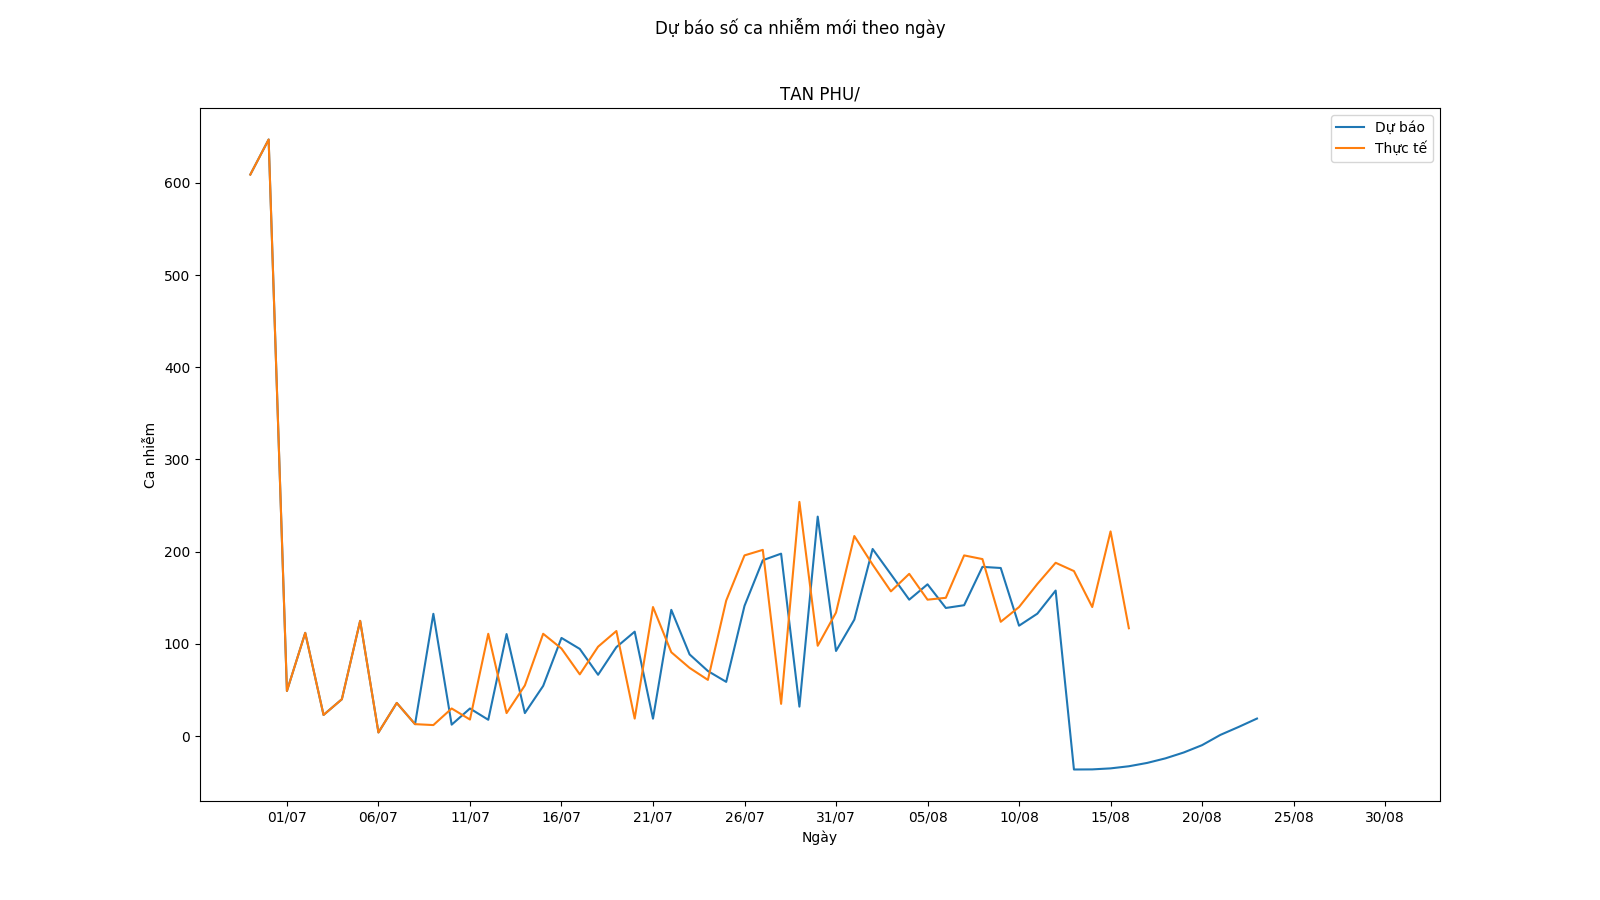 Dự báo số ca nhiễm mới theo ngày
TAN PHU/
Dự báo
Thực tế
Ca nhiễm
600
500
400
300
200
100
0
01/07 06/07 11/07 16/07 21/07 26/07 31/07 05/08 10/08 15/08 20/08 25/08 30/08
Ngày